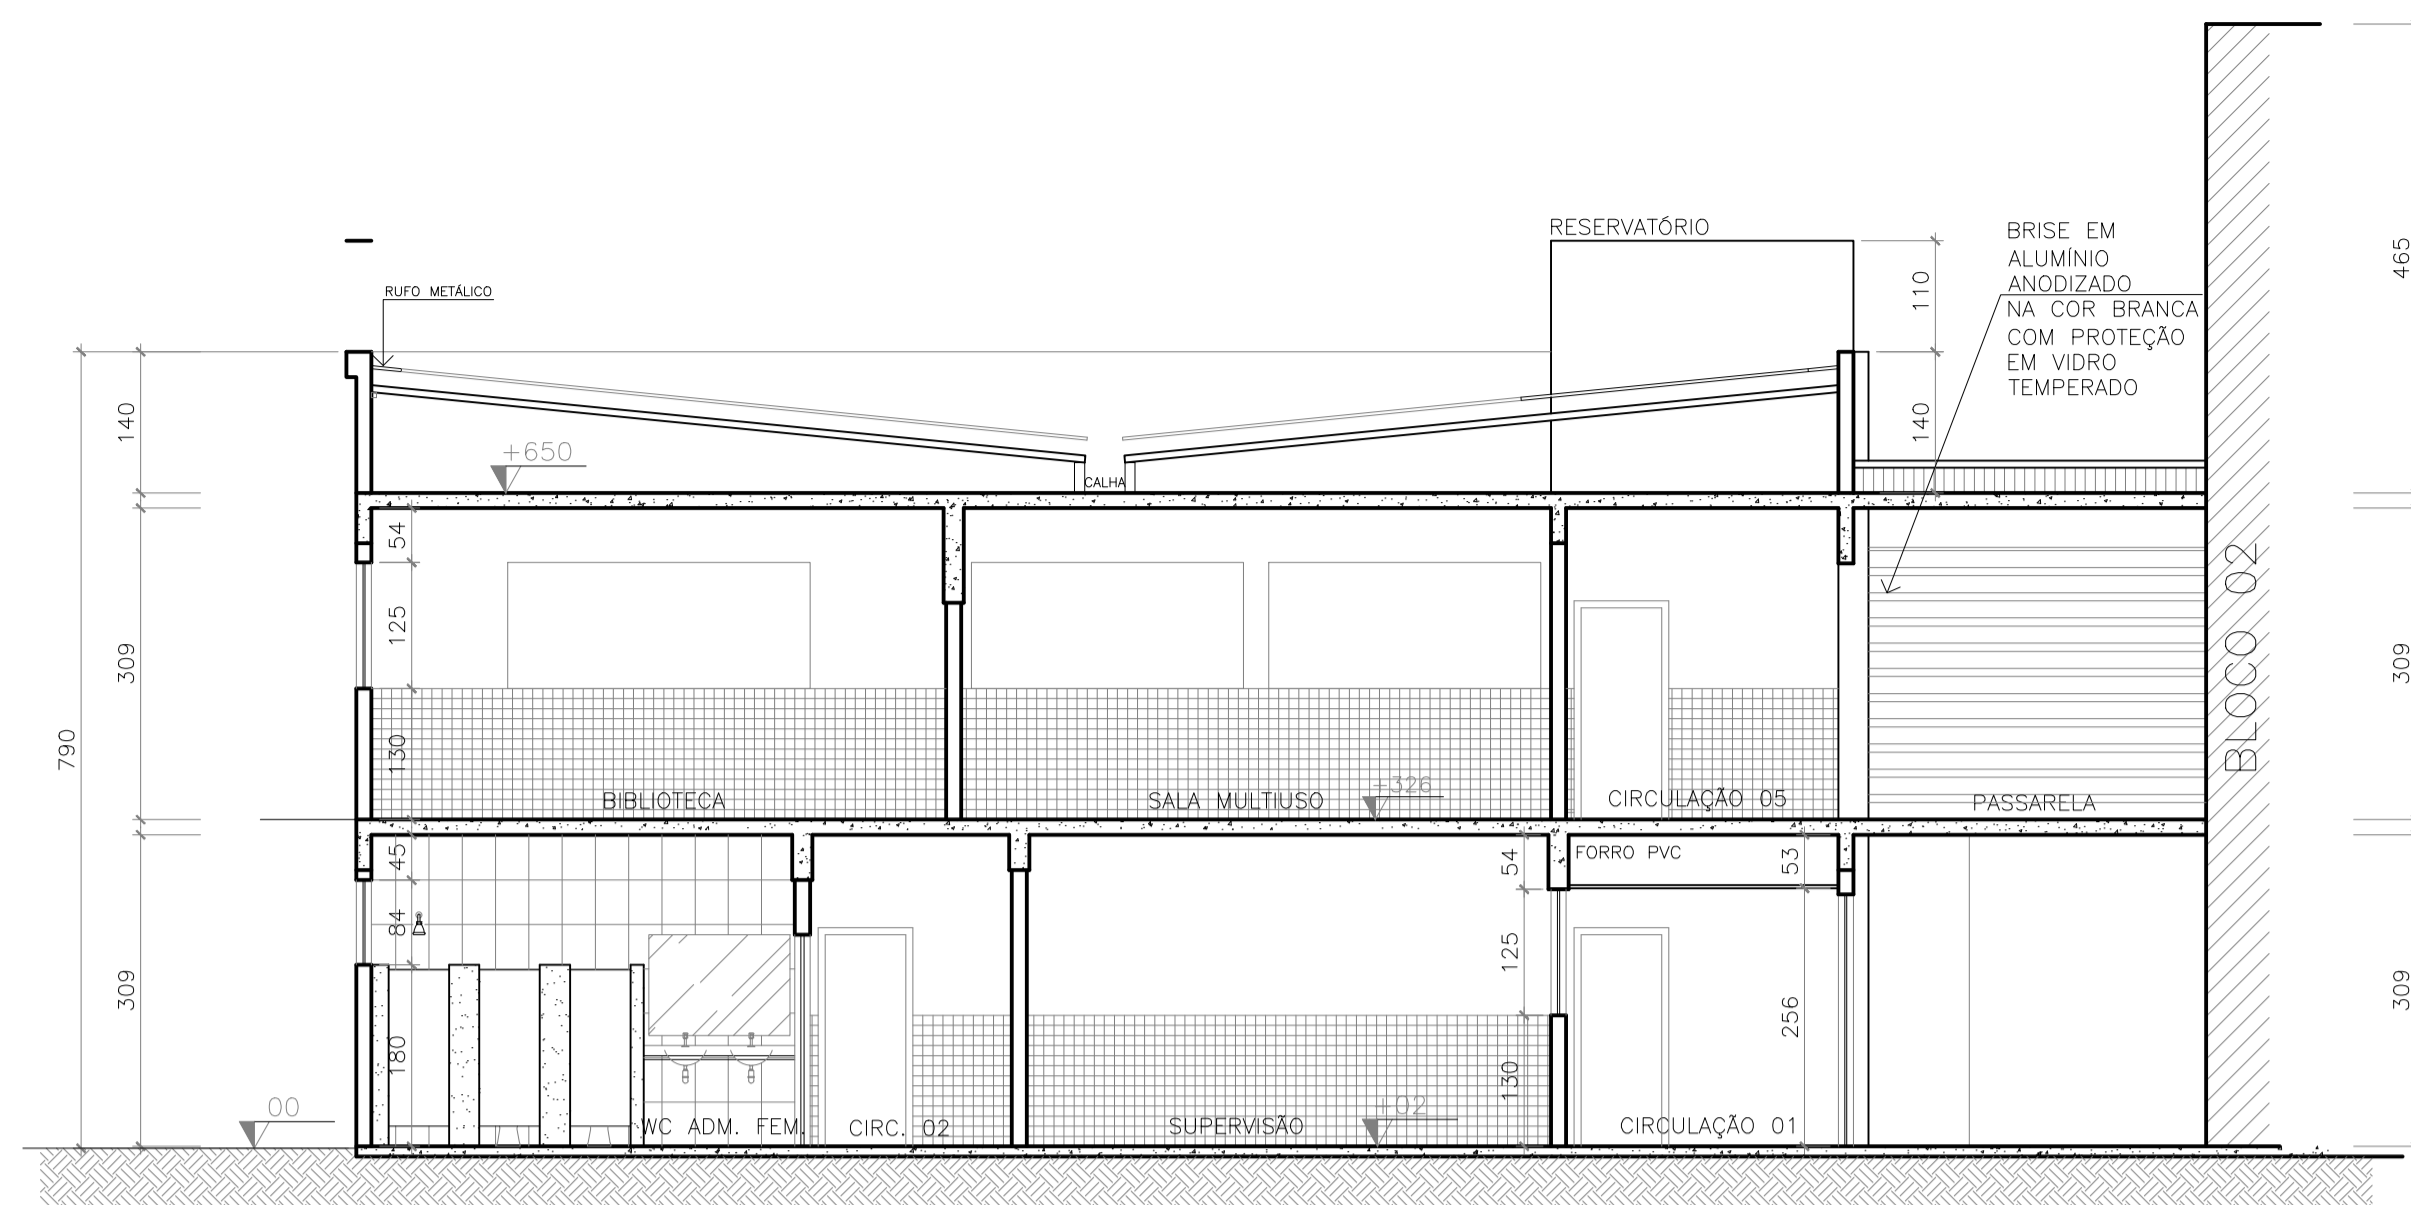 RESERVATÓRIO
BRISE EM
ALUMÍNIO
ANODIZADO
NA COR BRANCA
COM PROTEÇÃO
EM VIDRO
TEMPERADO
465
110
RUFO METÁLICO
140
140
+650
CALHA
54
125
309
309
790
130
BIBLIOTECA
SALA MULTIUSO
+326
CIRCULAÇÃO 05
PASSARELA
BLOCO 02
45
54
FORRO PVC
53
84
125
309
256
309
180
130
00
WC ADM. FEM.
CIRC. 02
SUPERVISÃO
+02
CIRCULAÇÃO 01